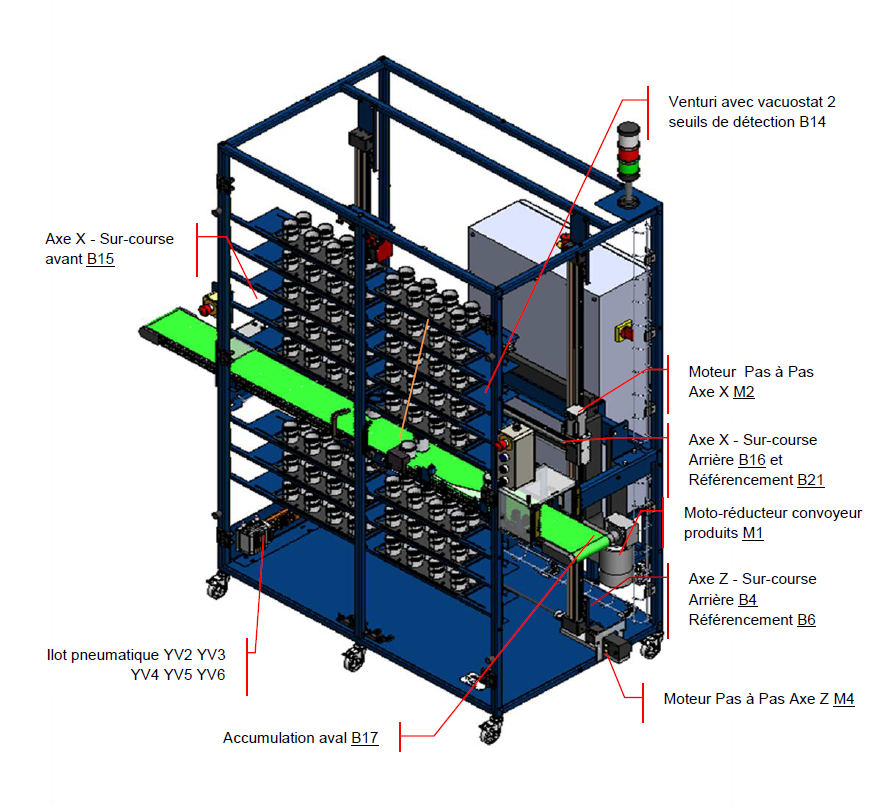 Venturi avec vacuostat 2
seuils de détection B14
Axe X - Sur-course
avant B15
Moteur Pas à Pas
Axe X M2
Axe X - Sur-course
Arrière B16 et
Référencement B21
Moto-réducteur convoyeur
produits M1
Axe Z - Sur-course
Arrière B4
Référencement B6
Ilot pneumatique YV2 YV3
YV4 YV5 YV6
Moteur Pas à Pas Axe Z M4
Accumulation aval B17